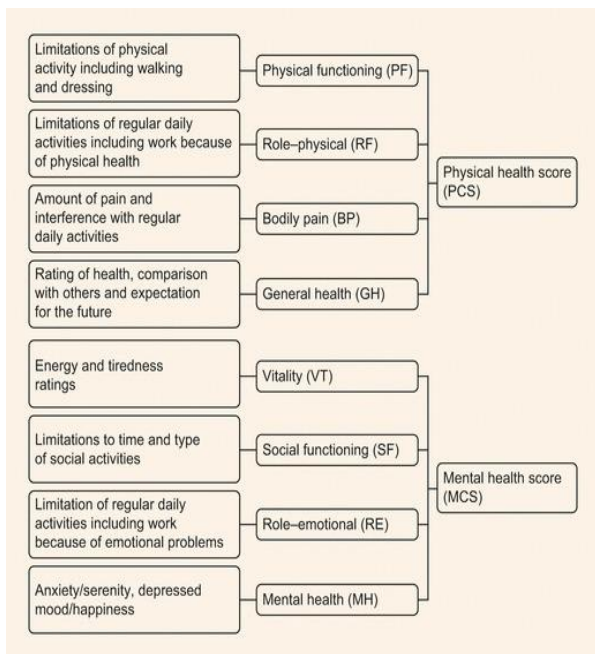 Limitations of physical
activity including walking
and dressing
Physical functioning (PF)
Limitations of regular daily
activities including work because
of physical health
Role–physical (RF)
Physical health score
(PCS)
Amount of pain and
interference with regular
daily activities
Bodily pain (BP)
Rating of health, comparison
with others and expectation
for the future
General health (GH)
Energy and tiredness
ratings
Vitality (VT)
Limitations to time and type
of social activities
Social functioning (SF)
Mental health score
(MCS)
Limitation of regular daily
activities including work
because of emotional problems
Role–emotional (RE)
Anxiety/serenity, depressed
mood/happiness
Mental health (MH)